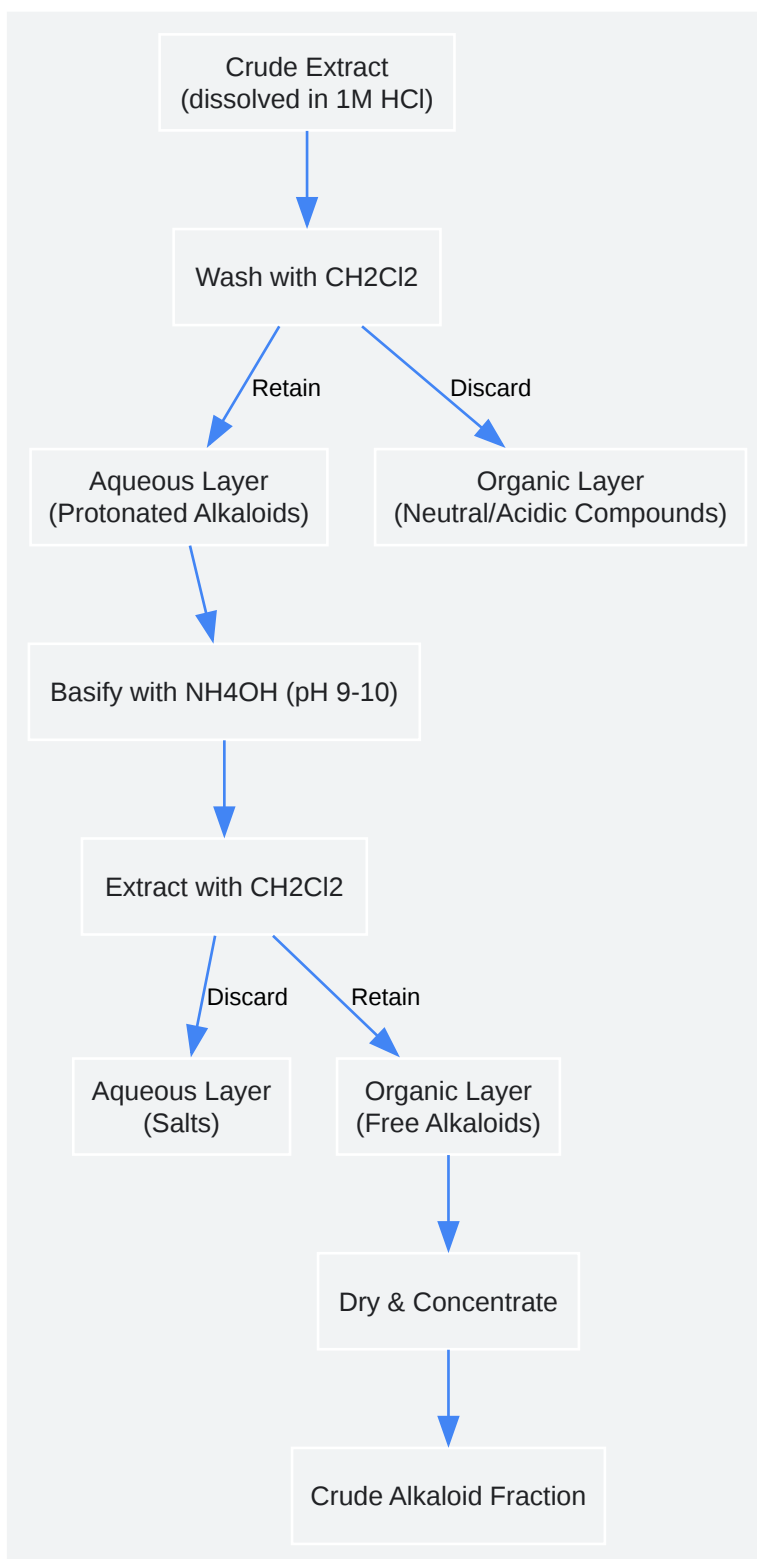 Crude Extract
(dissolved in 1M HCl)
Wash with CH2Cl2
Retain
Discard
Aqueous Layer
(Protonated Alkaloids)
Organic Layer
(Neutral/Acidic Compounds)
Basify with NH4OH (pH 9-10)
Extract with CH2Cl2
Discard
Retain
Aqueous Layer
(Salts)
Organic Layer
(Free Alkaloids)
Dry & Concentrate
Crude Alkaloid Fraction